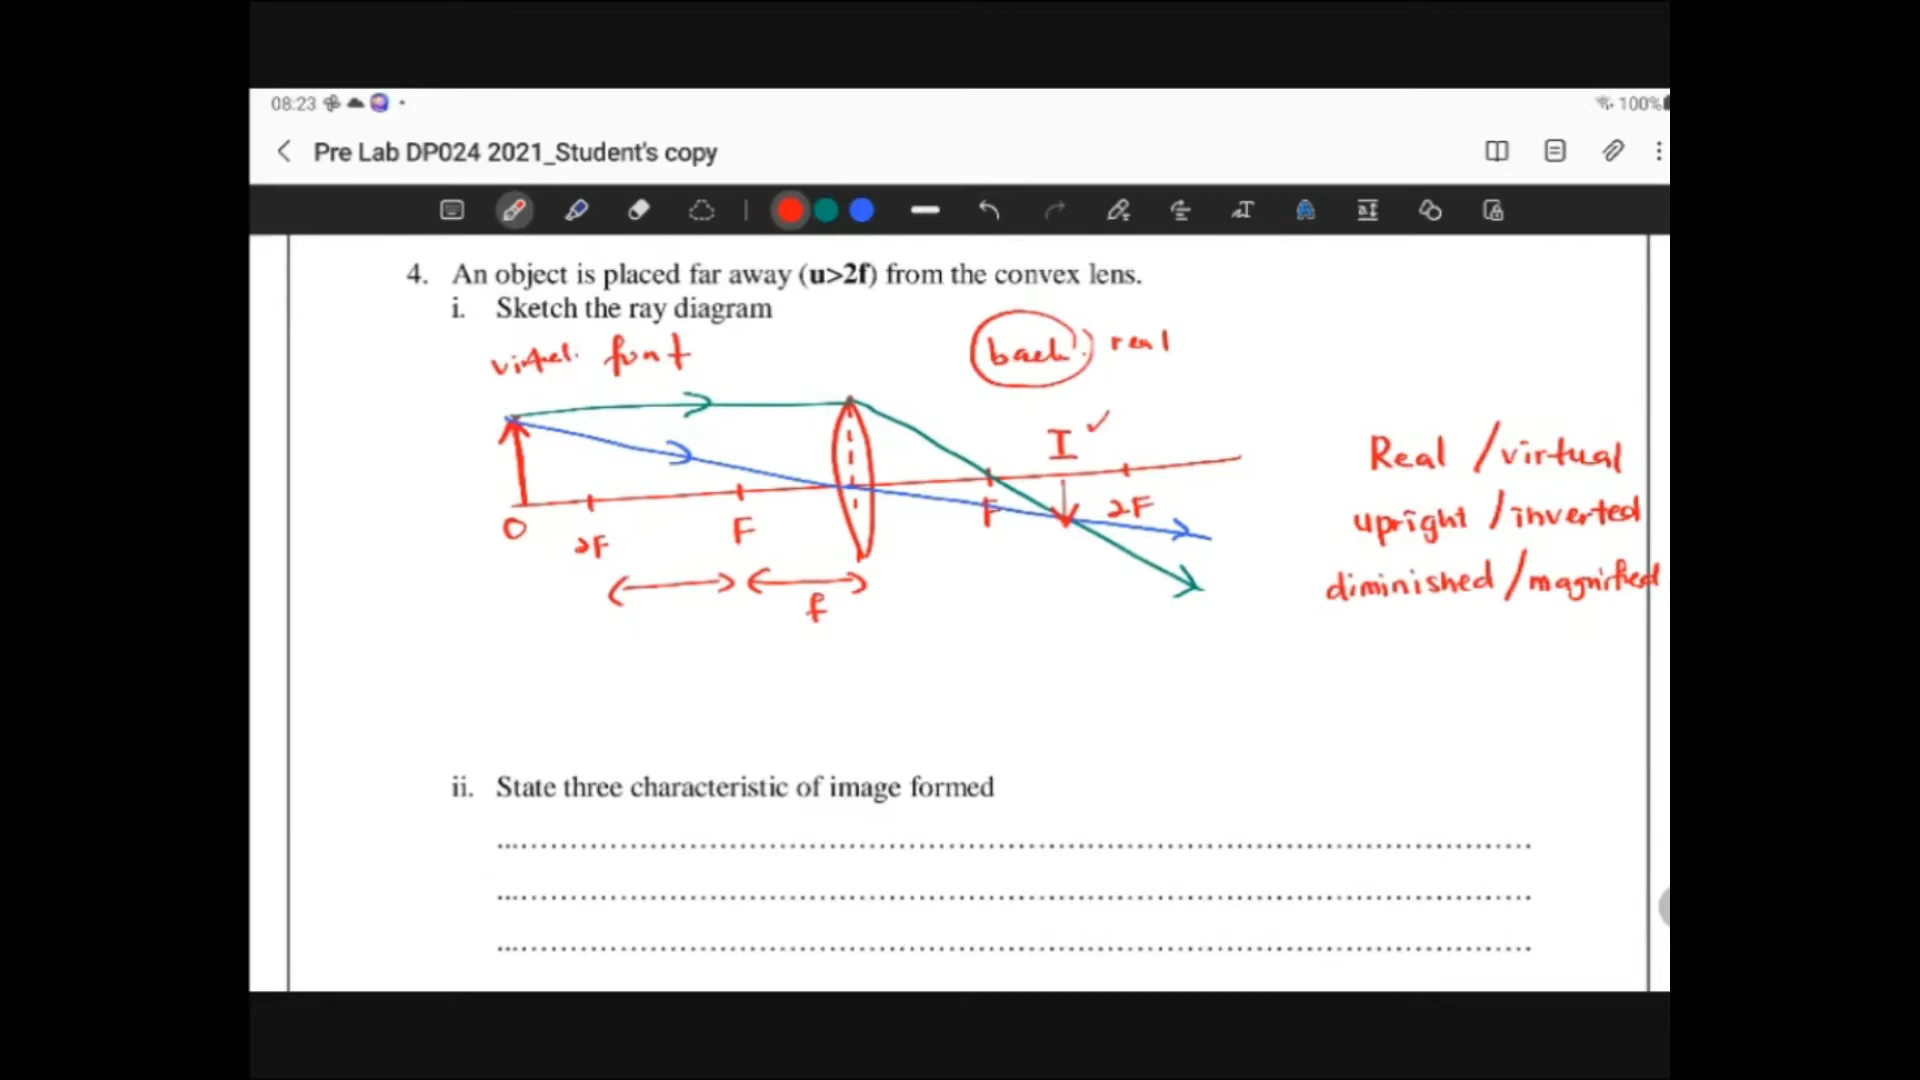 08:23
100%
Pre Lab DP024 2021_Student's copy
4. An object is placed far away (u>2f) from the convex lens.
i. Sketch the ray diagram
font
back : real
I
Real / virtual
upright / inverted
diminished / magnified
O
2F
F
F
2F
f
ii. State three characteristic of image formed